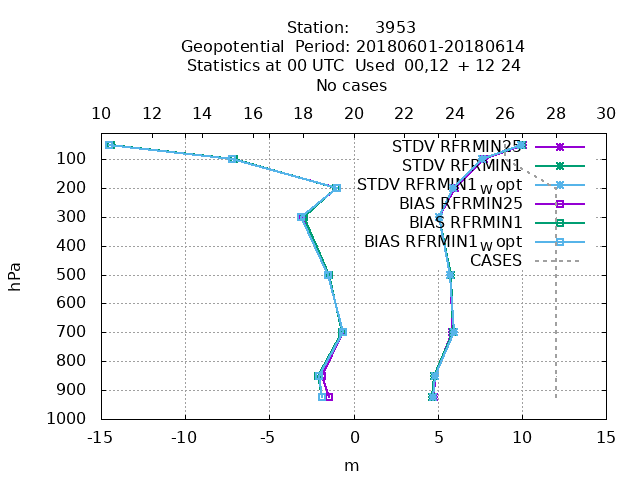 Station: 3953
Geopotential Period: 20180601-20180614
Statistics at 00 UTC Used 00,12 + 12 24
No cases
10 12 14 16 18 20 22 24 26 28 30
STDV RFRMIN25
STDV RFRMIN1
STDV RFRMIN1_w opt
BIAS RFRMIN25
BIAS RFRMIN1
BIAS RFRMIN1_w opt
CASES
hPa
100
200
300
400
500
600
700
800
900
1000
-15 -10 -5 0 5 10 15
m